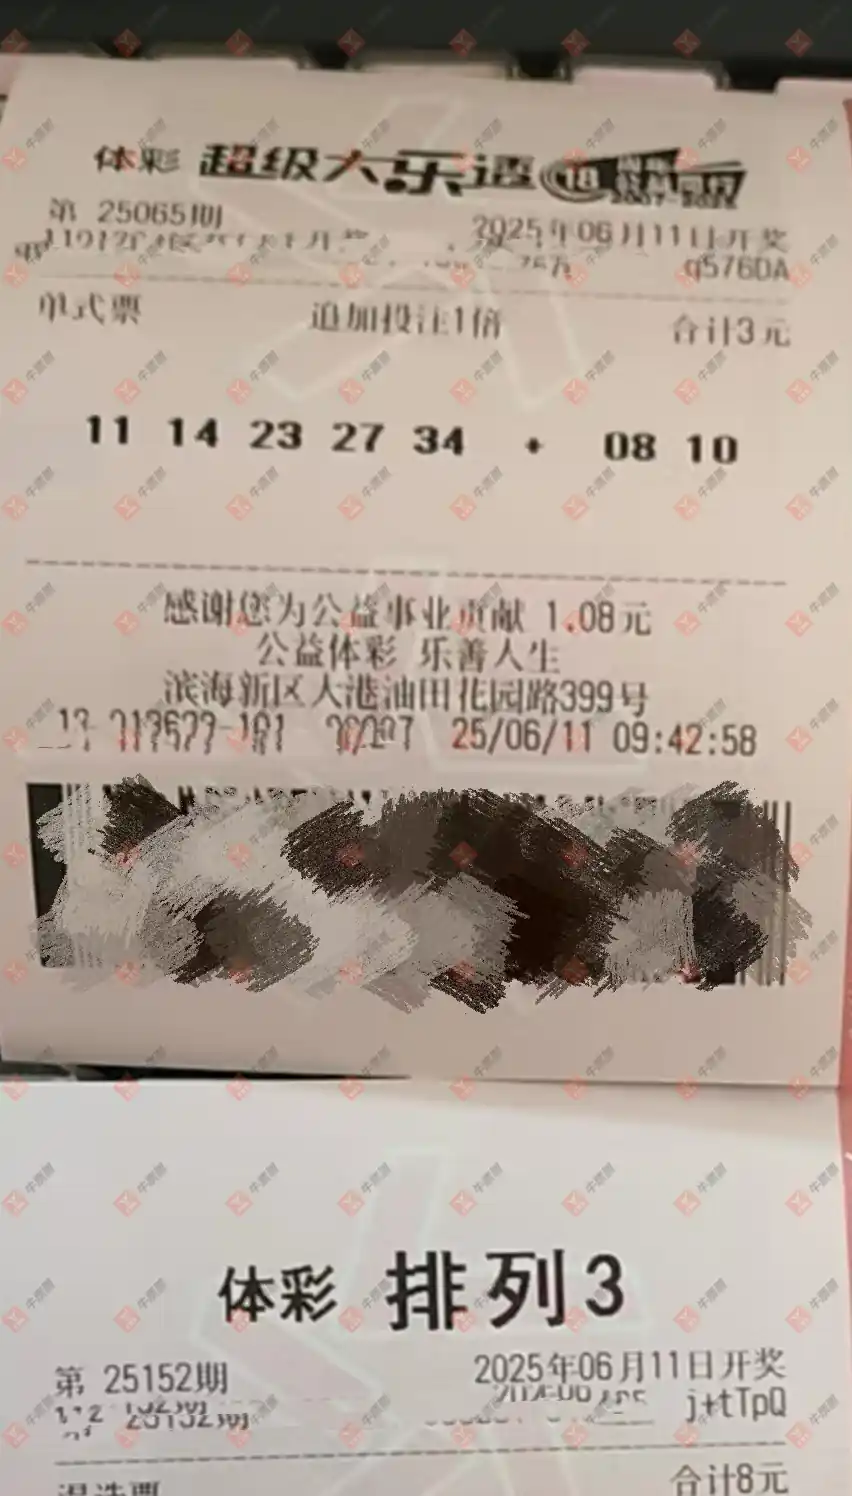 体彩 超级大乐透 18
2007-2025
第 25065期 2025年06月11日开奖
q576DA
单式票 追加投注1倍 合计3元
11 14 23 27 34 + 08 10
感谢您为公益事业贡献 1.08元
公益体彩 乐善人生
滨海新区大港油田花园路399号
25/06/11 09:42:58
体彩 排列3
第 25152期 2025年06月11日开奖
j+tTpQ
合计8元